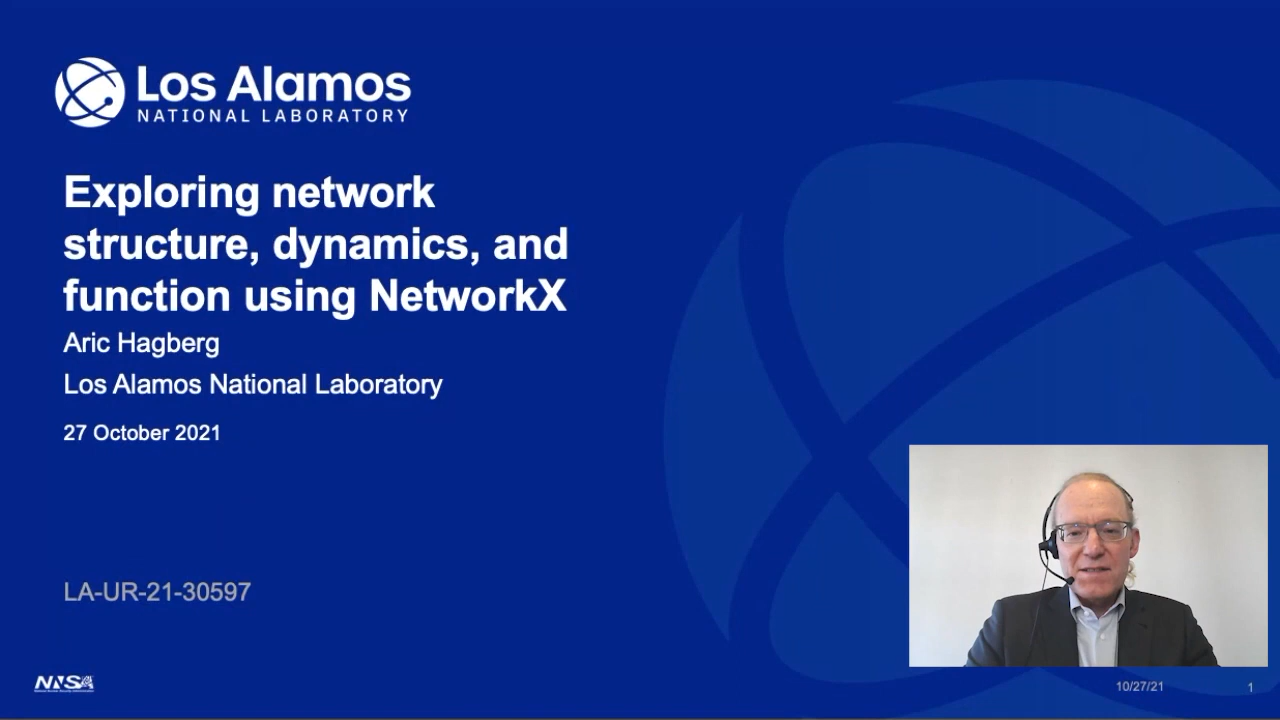 Los Alamos
NATIONAL LABORATORY
Exploring network
structure, dynamics, and
function using NetworkX
Aric Hagberg
Los Alamos National Laboratory
27 October 2021
LA-UR-21-30597
NNSA
10/27/21
1